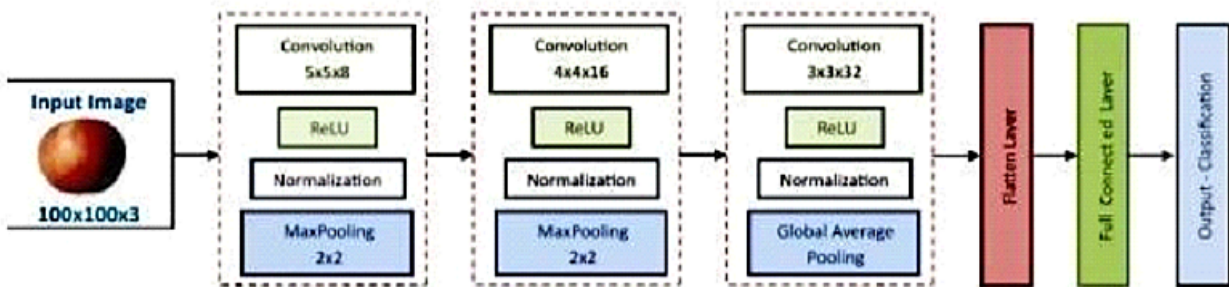 Input Image
100x100x3
Convolution
5x5x8
ReLU
Normalization
MaxPooling
2x2
Convolution
4x4x16
ReLU
Normalization
MaxPooling
2x2
Convolution
3x3x32
ReLU
Normalization
Global Average
Pooling
Flatten Layer
Full Connected Layer
Output - Classification